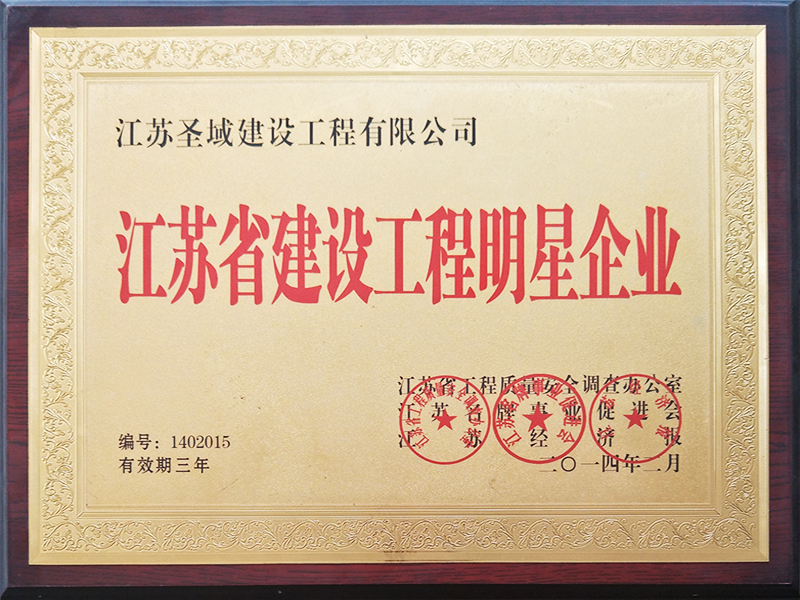 江苏圣域建设工程有限公司
江苏省建设工程明星企业
江苏省工程质量安全调查办公室
江苏名牌事业促进会
江苏经济报
编号：1402015
有效期三年
二〇一四年二月